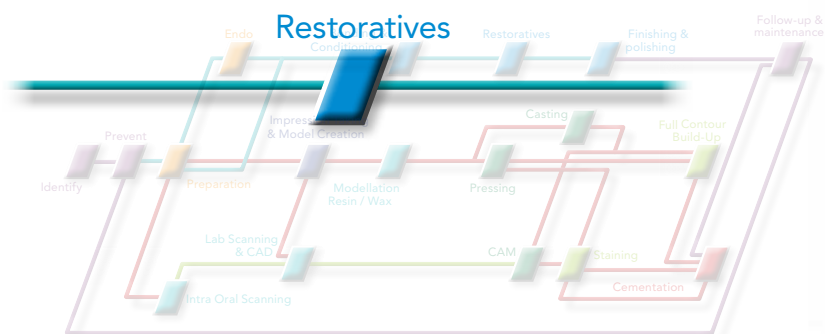 Restoratives
Follow-up &
maintenance
Endo
Conditioning
Restoratives
Finishing &
polishing
Casting
Full Contour
Build-Up
Impress
& Model Creation
Prevent
Identify
Preparation
Modellation
Resin / Wax
Pressing
Lab Scanning
& CAD
CAM
Staining
Cementation
Intra Oral Scanning